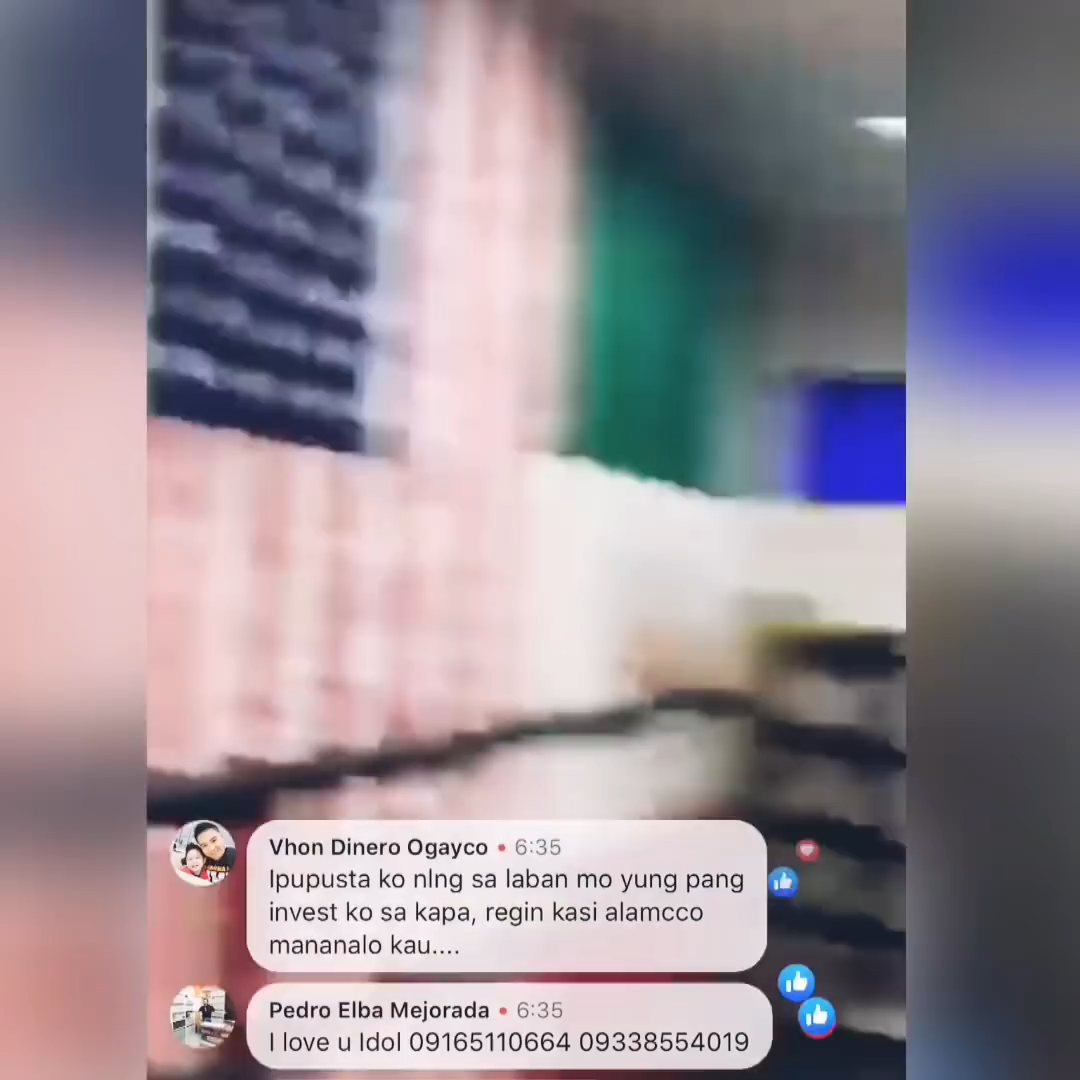 Vhon Dinero Ogayco • 6:35
Ipupusta ko nlng sa laban mo yung pang
invest ko sa kapa, regin kasi alamcco
mananalo kau....
Pedro Elba Mejorada • 6:35
I love u Idol 09165110664 09338554019